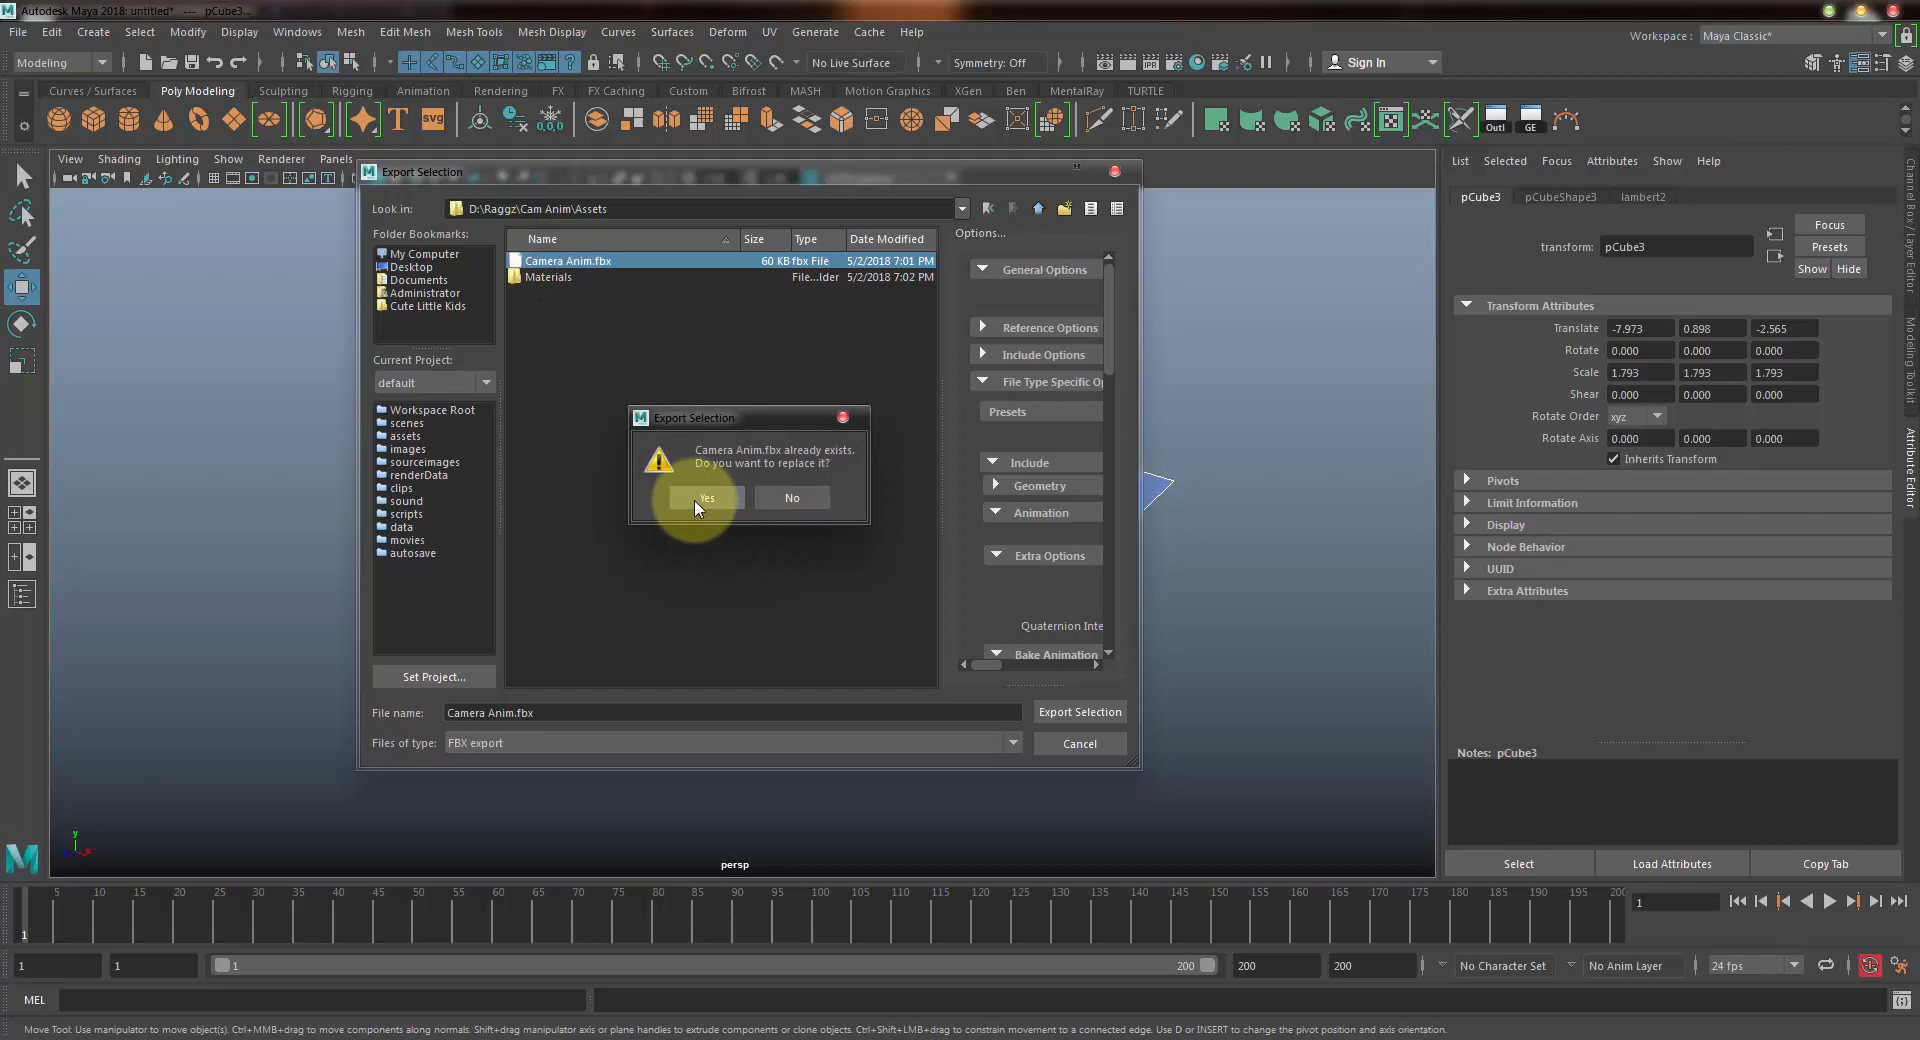 Autodesk Maya 2018: untitled* --- pCube3...
File Edit Create Select Modify Display Windows Mesh Edit Mesh Mesh Tools Mesh Display Curves Surfaces Deform UV Generate Cache Help
Workspace : Maya Classic*
Modeling No Live Surface Symmetry: Off Sign In
Curves / Surfaces Poly Modeling Sculpting Rigging Animation Rendering FX FX Caching Custom Bifrost MASH Motion Graphics XGen Ben MentalRay TURTLE
svg 0,0,0 Outl GE
View Shading Lighting Show Renderer Panels
Export Selection
Look in: D:\Raggz\Cam Anim\Assets
Folder Bookmarks:
My Computer
Desktop
Documents
Administrator
Cute Little Kids
Current Project:
default
Workspace Root
scenes
assets
images
sourceimages
renderData
clips
sound
scripts
data
movies
autosave
Set Project...
Name Size Type Date Modified
Camera Anim.fbx 60 KB fbx File 5/2/2018 7:01 PM
Materials File...lder 5/2/2018 7:02 PM
Export Selection
Camera Anim.fbx already exists.
Do you want to replace it?
Yes No
Options...
General Options
Reference Options
Include Options
File Type Specific Op
Presets
Include
Geometry
Animation
Extra Options
Quaternion Inte
Bake Animation
File name: Camera Anim.fbx Export Selection
Files of type: FBX export Cancel
persp
y
List Selected Focus Attributes Show Help
pCube3 pCubeShape3 lambert2
transform: pCube3
Focus
Presets
Show Hide
Transform Attributes
Translate -7.973 0.898 -2.565
Rotate 0.000 0.000 0.000
Scale 1.793 1.793 1.793
Shear 0.000 0.000 0.000
Rotate Order xyz
Rotate Axis 0.000 0.000 0.000
Inherits Transform
Pivots
Limit Information
Display
Node Behavior
UUID
Extra Attributes
Notes: pCube3
Select Load Attributes Copy Tab
Channel Box / Layer Editor
Modeling Toolkit
Attribute Editor
5 10 15 20 25 30 35 40 45 50 55 60 65 70 75 80 85 90 95 100 105 110 115 120 125 130 135 140 145 150 155 160 165 170 175 180 185 190 195 200
1
1
1 1 1 200 200 200 No Character Set No Anim Layer 24 fps
MEL
Move Tool: Use manipulator to move object(s). Ctrl+MMB+drag to move components along normals. Shift+drag manipulator axis or plane handles to extrude components or clone objects. Ctrl+Shift+LMB+drag to constrain movement to a connected edge. Use D or INSERT to change the pivot position and axis orientation.